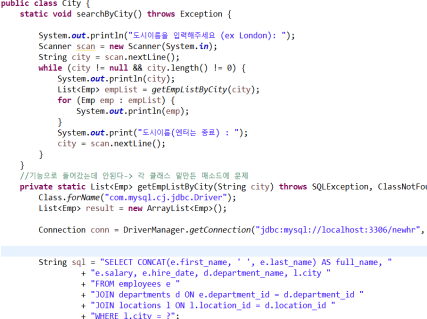 public class City {
static void searchByCity() throws Exception {
System.out.println("도시이름을 입력해주세요 (ex London): ");
Scanner scan = new Scanner(System.in);
String city = scan.nextLine();
while (city != null && city.length() != 0) {
System.out.println(city);
List<Emp> empList = getEmpListByCity(city);
for (Emp emp : empList) {
System.out.println(emp);
}
System.out.print("도시이름(엔터는 종료) : ");
city = scan.nextLine();
}
}
//기능으로 들어갔는데 안된다-> 각 클래스 말만든 매소드에 문제
private static List<Emp> getEmpListByCity(String city) throws SQLException, ClassNotFou
Class.forName("com.mysql.cj.jdbc.Driver");
List<Emp> result = new ArrayList<Emp>();
Connection conn = DriverManager.getConnection("jdbc:mysql://localhost:3306/newhr",
String sql = "SELECT CONCAT(e.first_name, ' ', e.last_name) AS full_name, "
+ "e.salary, e.hire_date, d.department_name, l.city "
+ "FROM employees e "
+ "JOIN departments d ON e.department_id = d.department_id "
+ "JOIN locations l ON l.location_id = d.location_id "
+ "WHERE l.city = ?";